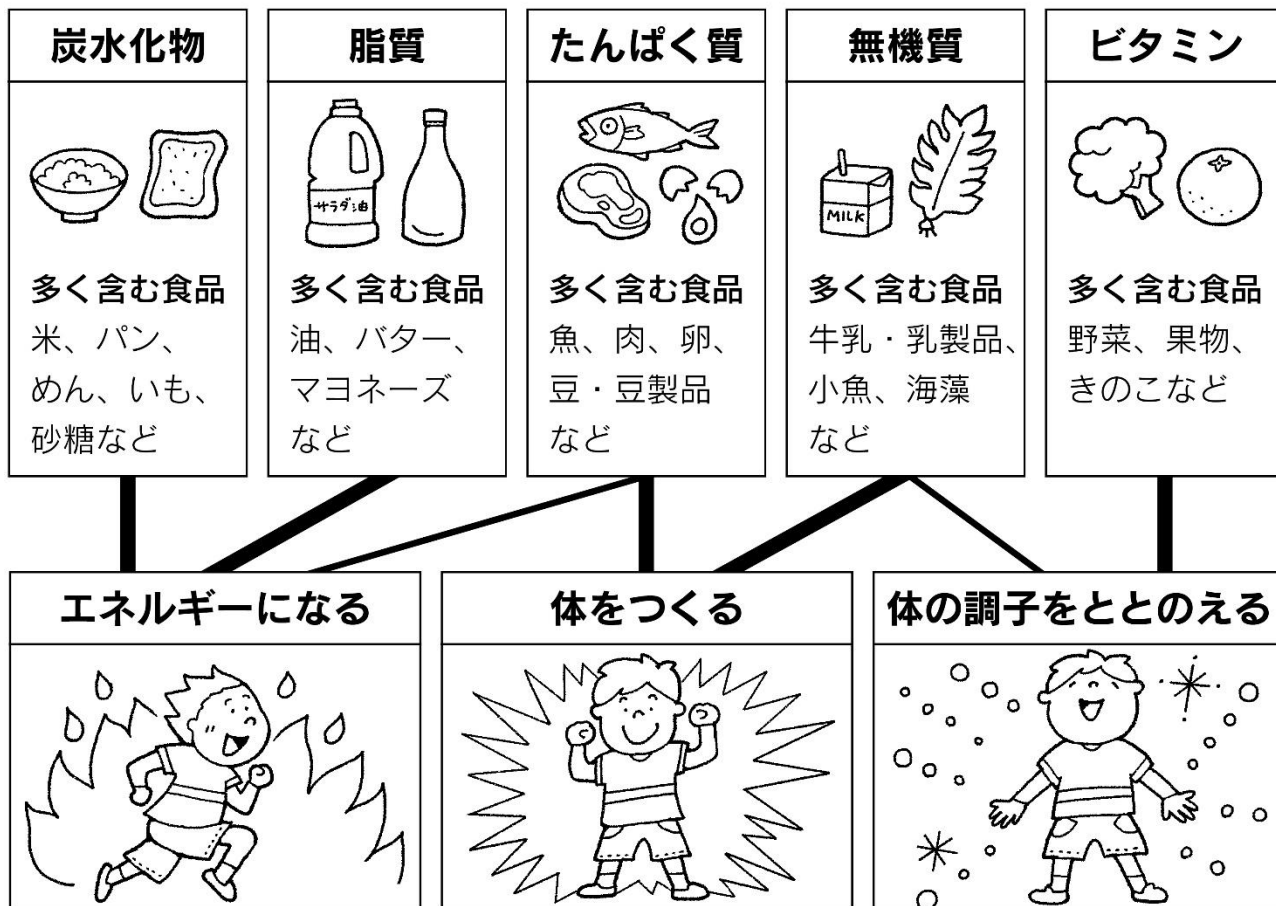 炭水化物
脂質
たんぱく質
無機質
ビタミン
サラダ油
MILK
多く含む食品
米、パン、
めん、いも、
砂糖など
多く含む食品
油、バター、
マヨネーズ
など
多く含む食品
魚、肉、卵、
豆・豆製品
など
多く含む食品
牛乳・乳製品、
小魚、海藻
など
多く含む食品
野菜、果物、
きのこなど
エネルギーになる
体をつくる
体の調子をととのえる